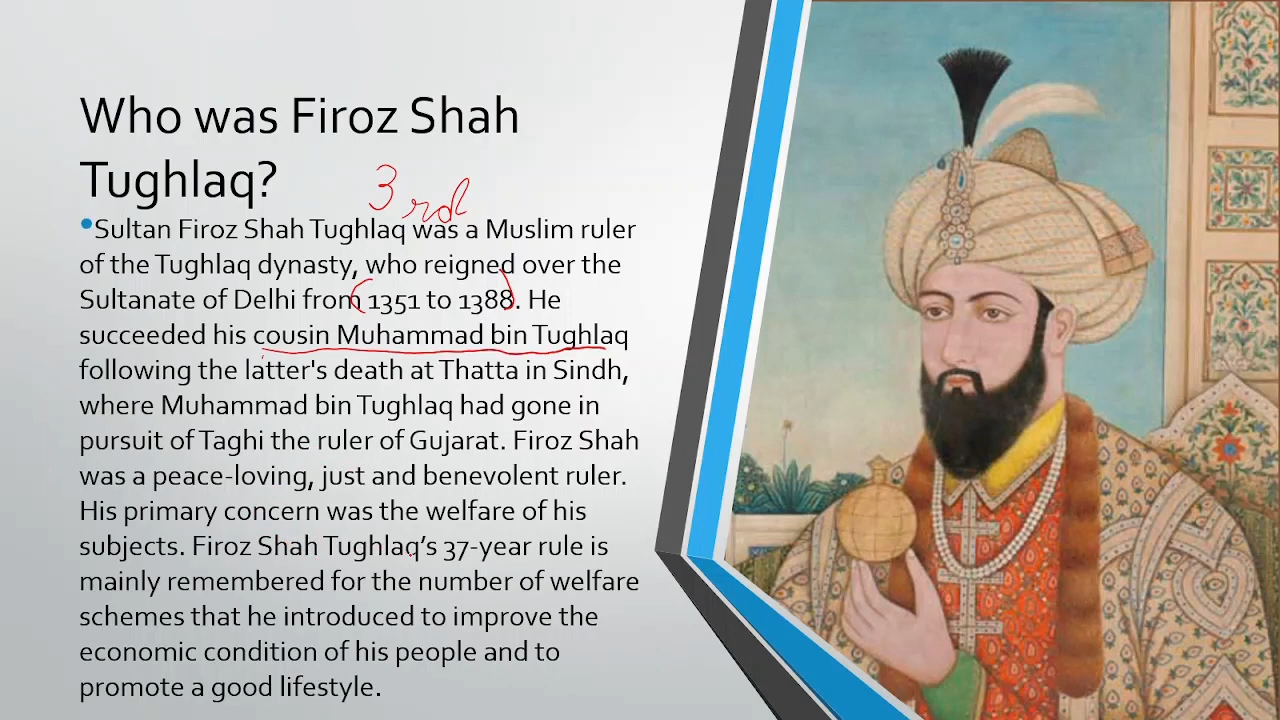 Who was Firoz Shah
Tughlaq?
3rd
•Sultan Firoz Shah Tughlaq was a Muslim ruler
of the Tughlaq dynasty, who reigned over the
Sultanate of Delhi from (1351 to 1388). He
succeeded his cousin Muhammad bin Tughlaq
following the latter's death at Thatta in Sindh,
where Muhammad bin Tughlaq had gone in
pursuit of Taghi the ruler of Gujarat. Firoz Shah
was a peace-loving, just and benevolent ruler.
His primary concern was the welfare of his
subjects. Firoz Shah Tughlaq’s 37-year rule is
mainly remembered for the number of welfare
schemes that he introduced to improve the
economic condition of his people and to
promote a good lifestyle.